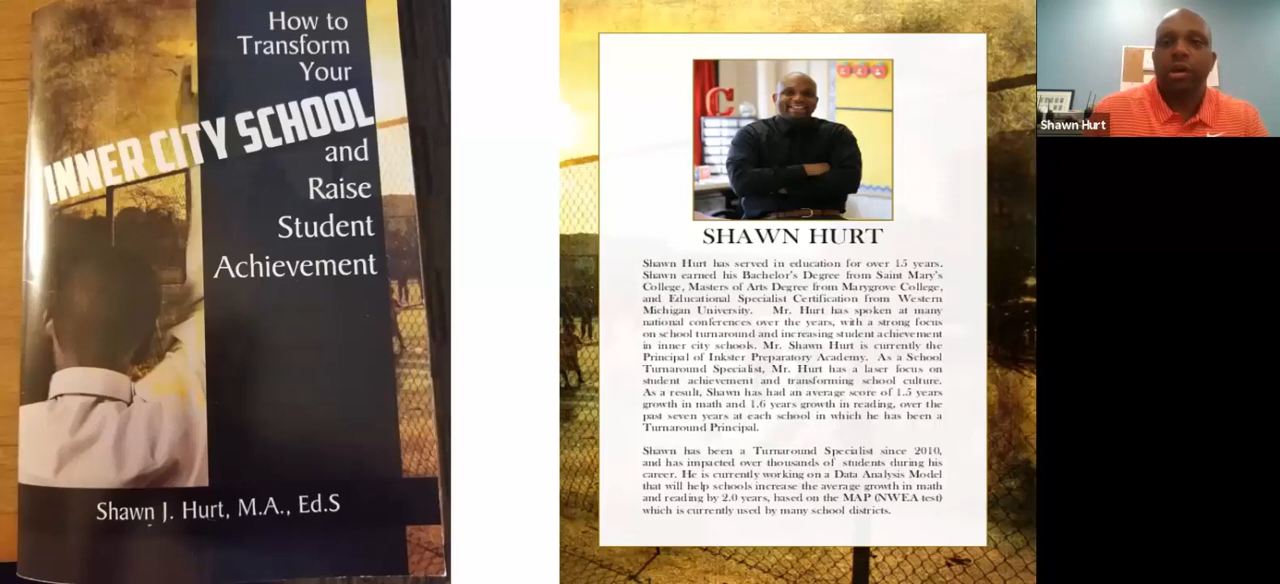 How to
Transform
Your
INNER CITY SCHOOL
and
Raise
Student
Achievement
Shawn J. Hurt, M.A., Ed.S
C
SHAWN HURT
Shawn Hurt has served in education for over 15 years.
Shawn earned his Bachelor's Degree from Saint Mary's
College, Masters of Arts Degree from Marygrove College,
and Educational Specialist Certification from Western
Michigan University. Mr. Hurt has spoken at many
national conferences over the years, with a strong focus
on school turnaround and increasing student achievement
in inner city schools. Mr. Shawn Hurt is currently the
Principal of Inkster Preparatory Academy. As a School
Turnaround Specialist, Mr. Hurt has a laser focus on
student achievement and transforming school culture.
As a result, Shawn has had an average score of 1.5 years
growth in math and 1.6 years growth in reading, over the
past seven years at each school in which he has been a
Turnaround Principal.
Shawn has been a Turnaround Specialist since 2010,
and has impacted over thousands of students during his
career. He is currently working on a Data Analysis Model
that will help schools increase the average growth in math
and reading by 2.0 years, based on the MAP (NWEA test)
which is currently used by many school districts.
Shawn Hurt